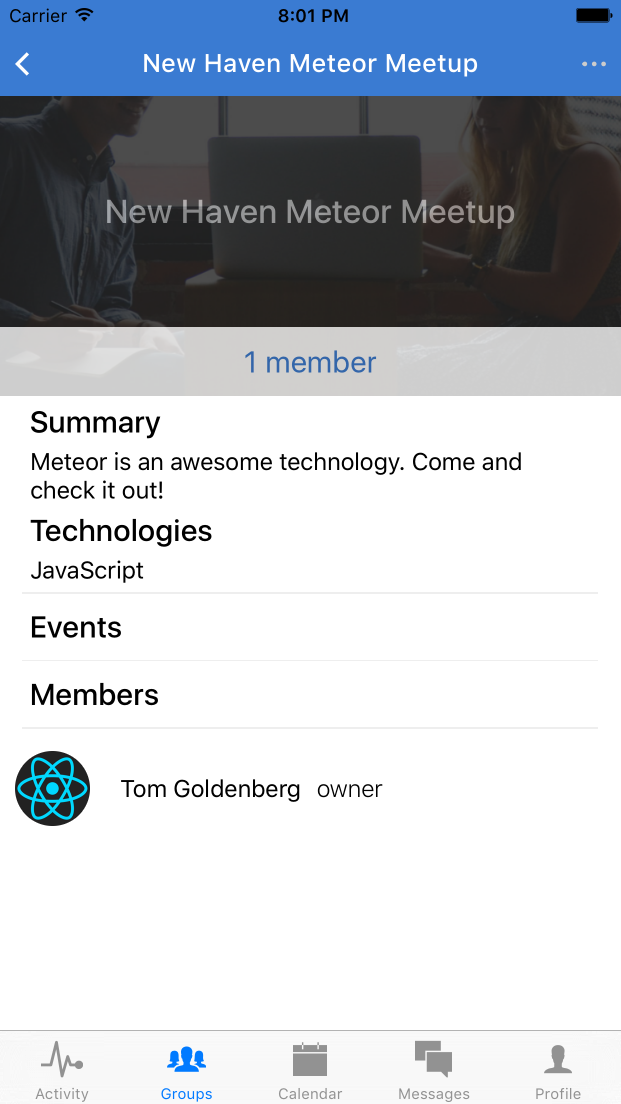 Carrier 8:01 PM
New Haven Meteor Meetup
New Haven Meteor Meetup
1 member
Summary
Meteor is an awesome technology. Come and
check it out!
Technologies
JavaScript
Events
Members
Tom Goldenberg owner
Activity Groups Calendar Messages Profile